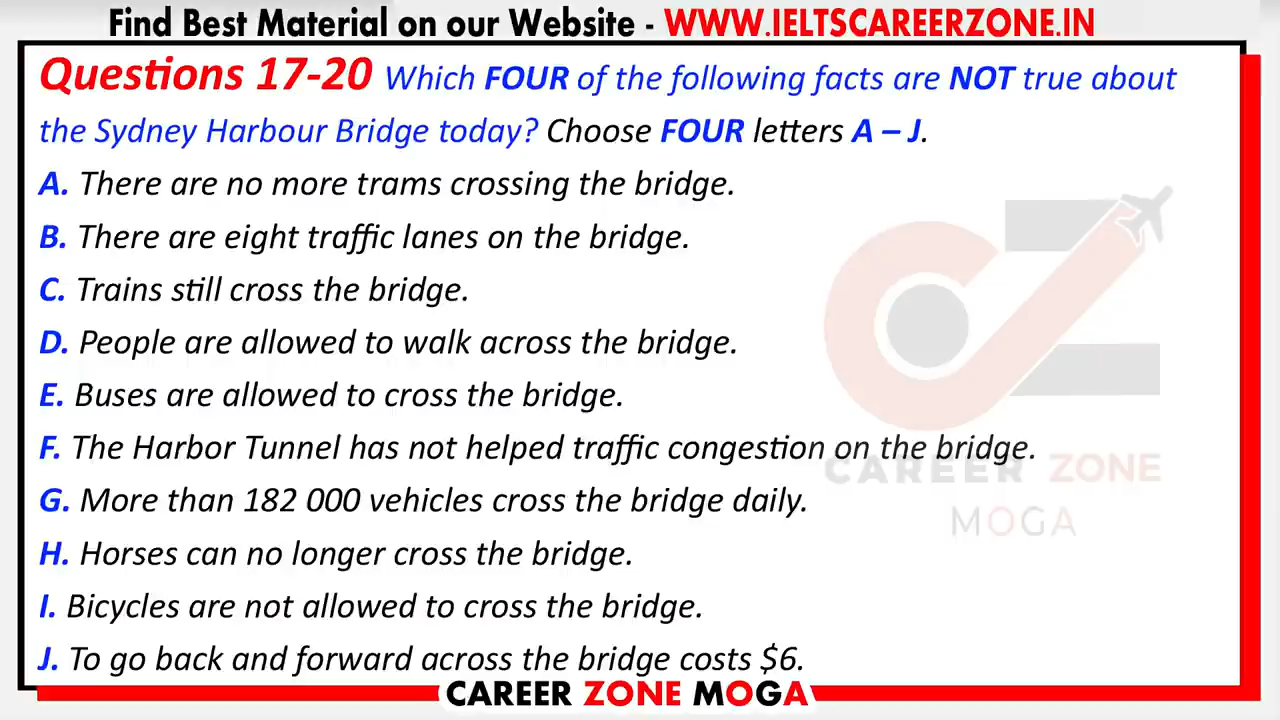 Find Best Material on our Website - WWW.IELTSCAREERZONE.IN
Questions 17-20 Which FOUR of the following facts are NOT true about
the Sydney Harbour Bridge today? Choose FOUR letters A – J.
A. There are no more trams crossing the bridge.
B. There are eight traffic lanes on the bridge.
C. Trains still cross the bridge.
D. People are allowed to walk across the bridge.
E. Buses are allowed to cross the bridge.
F. The Harbor Tunnel has not helped traffic congestion on the bridge.
CAREER ZONE
G. More than 182 000 vehicles cross the bridge daily.
MOGA
H. Horses can no longer cross the bridge.
I. Bicycles are not allowed to cross the bridge.
J. To go back and forward across the bridge costs $6.
CAREER ZONE MOGA